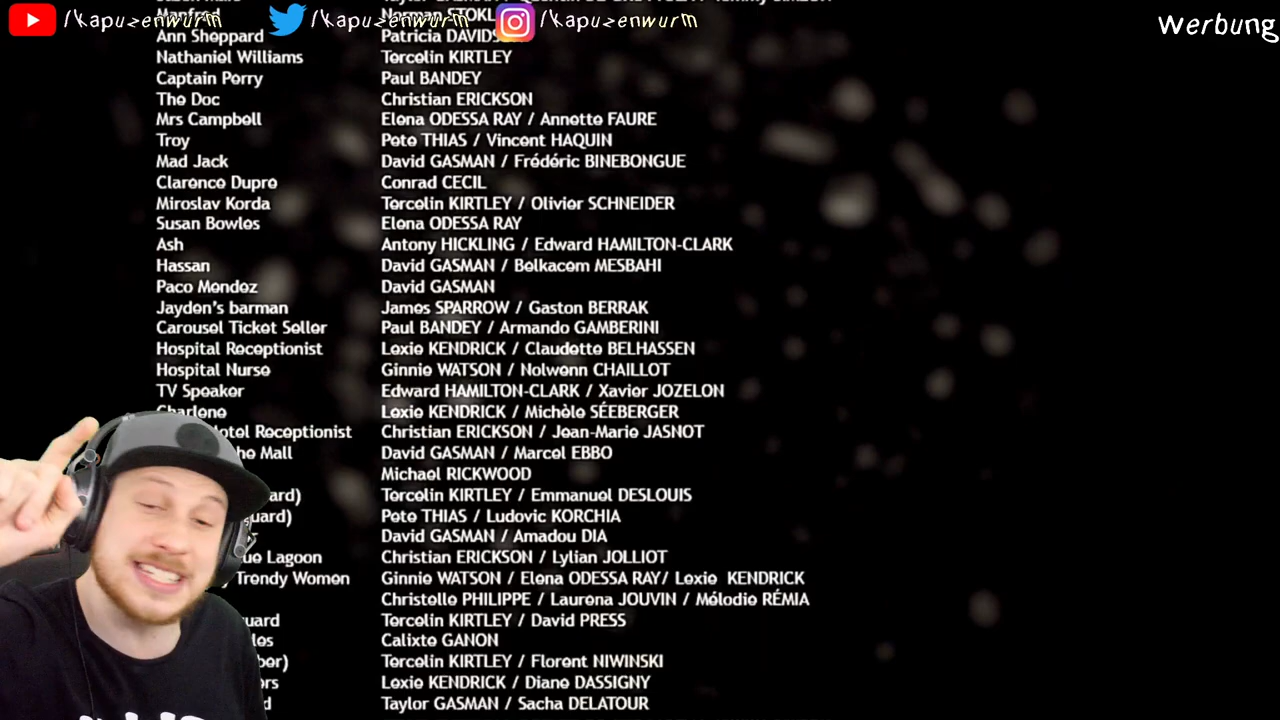 /kapuzenwurm /kapuzenwurm /kapuzenwurm Werbung
Manfred Norman
Ann Sheppard Patricia
Nathaniel Williams Tercelin KIRTLEY
Captain Perry Paul BANDEY
The Doc Christian ERICKSON
Mrs Campbell Elena ODESSA RAY / Annette FAURE
Troy Pete THIAS / Vincent HAQUIN
Mad Jack David GASMAN / Frédéric BINEBONGUE
Clarence Dupre Conrad CECIL
Miroslav Korda Tercelin KIRTLEY / Olivier SCHNEIDER
Susan Bowles Elena ODESSA RAY
Ash Antony HICKLING / Edward HAMILTON-CLARK
Hassan David GASMAN / Belkacem MESBAHI
Paco Mendez David GASMAN
Jayden's barman James SPARROW / Gaston BERRAK
Carousel Ticket Seller Paul BANDEY / Armando GAMBERINI
Hospital Receptionist Lexie KENDRICK / Claudette BELHASSEN
Hospital Nurse Ginnie WATSON / Nolwenn CHAILLOT
TV Speaker Edward HAMILTON-CLARK / Xavier JOZELON
Charlene Lexie KENDRICK / Michèle SÉEBERGER
Receptionist Christian ERICKSON / Jean-Marie JASNOT
Mall David GASMAN / Marcel EBBO
Michael RICKWOOD
Tercelin KIRTLEY / Emmanuel DESLOUIS
Pete THIAS / Ludovic KORCHIA
David GASMAN / Amadou DIA
Lagoon Christian ERICKSON / Lylian JOLLIOT
Trendy Women Ginnie WATSON / Elena ODESSA RAY/ Lexie KENDRICK
Christelle PHILIPPE / Laurena JOUVIN / Mélodie RÉMIA
Tercelin KIRTLEY / David PRESS
Calixte GANON
Tercelin KIRTLEY / Florent NIWINSKI
Lexie KENDRICK / Diane DASSIGNY
Taylor GASMAN / Sacha DELATOUR